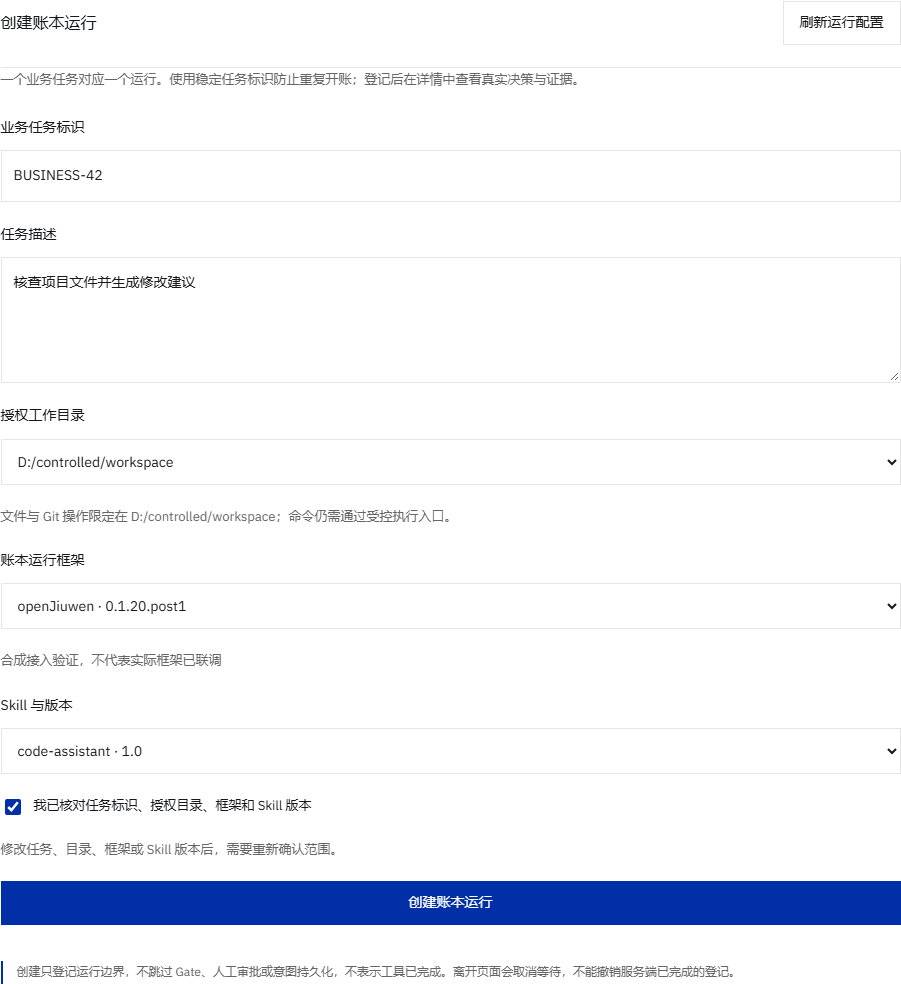 创建账本运行
刷新运行配置
一个业务任务对应一个运行。使用稳定任务标识防止重复开账；登记后在详情中查看真实决策与证据。
业务任务标识
BUSINESS-42
任务描述
核查项目文件并生成修改建议
授权工作目录
D:/controlled/workspace
文件与 Git 操作限定在 D:/controlled/workspace；命令仍需通过受控执行入口。
账本运行框架
openJiuwen · 0.1.20.post1
合成接入验证，不代表实际框架已联调
Skill 与版本
code-assistant · 1.0
我已核对任务标识、授权目录、框架和 Skill 版本
修改任务、目录、框架或 Skill 版本后，需要重新确认范围。
创建账本运行
创建只登记运行边界，不跳过 Gate、人工审批或意图持久化，不表示工具已完成。离开页面会取消等待，不能撤销服务端已完成的登记。